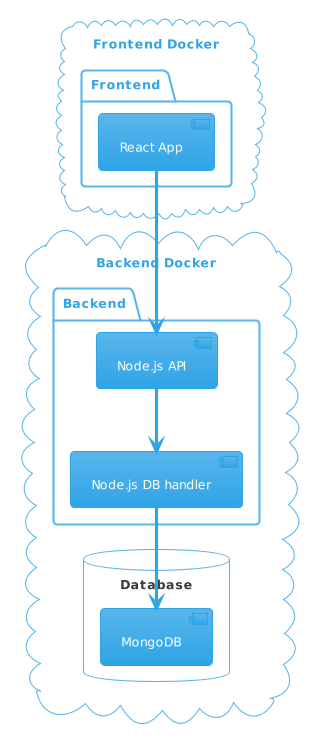 Frontend Docker
Frontend
React App
Backend Docker
Backend
Node.js API
Node.js DB handler
Database
MongoDB